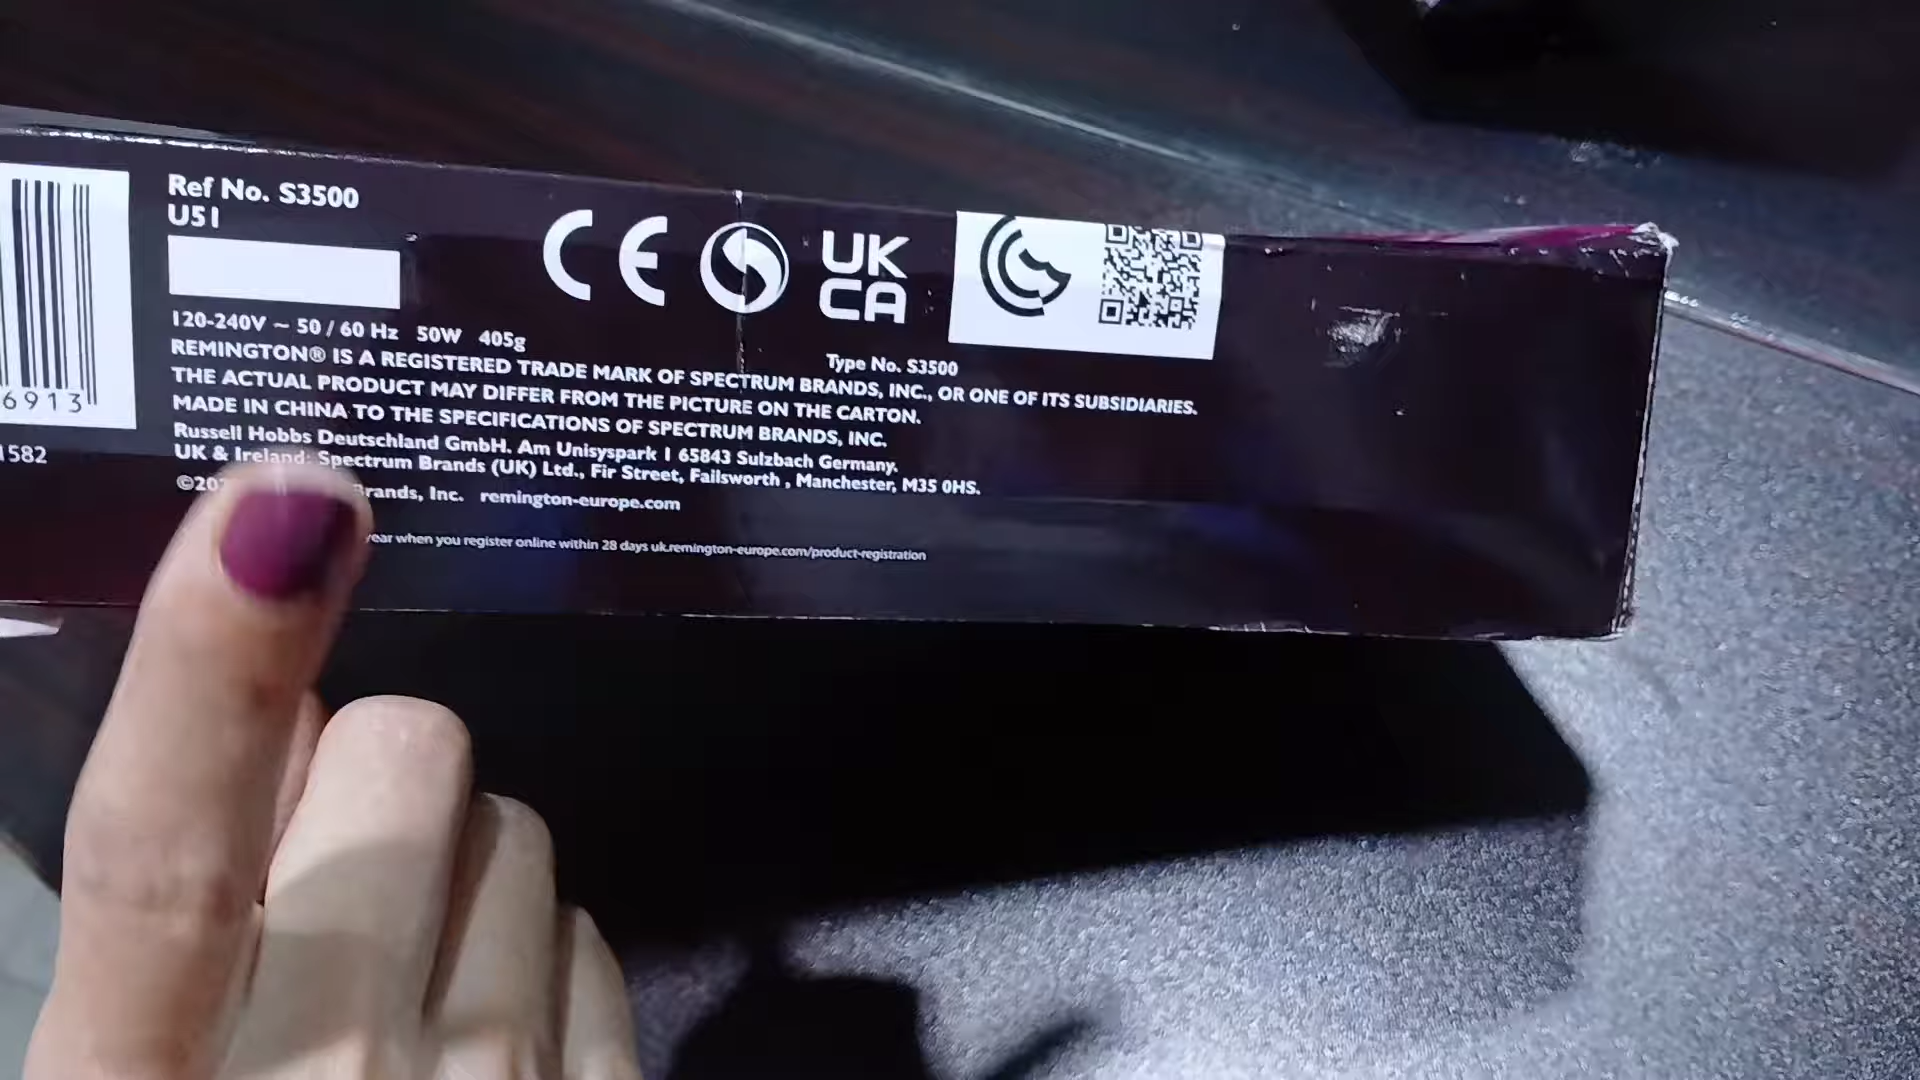 Ref No. S3500
U51
6913
1582
CE
UK
CA
120-240V ~ 50 / 60 Hz 50W 405g
Type No. S3500
REMINGTON® IS A REGISTERED TRADE MARK OF SPECTRUM BRANDS, INC., OR ONE OF ITS SUBSIDIARIES.
THE ACTUAL PRODUCT MAY DIFFER FROM THE PICTURE ON THE CARTON.
MADE IN CHINA TO THE SPECIFICATIONS OF SPECTRUM BRANDS, INC.
Russell Hobbs Deutschland GmbH. Am Unisyspark 1 65843 Sulzbach Germany.
UK & Ireland: Spectrum Brands (UK) Ltd., Fir Street, Failsworth , Manchester, M35 0HS.
Brands, Inc. remington-europe.com
year when you register online within 28 days uk.remington-europe.com/product-registration